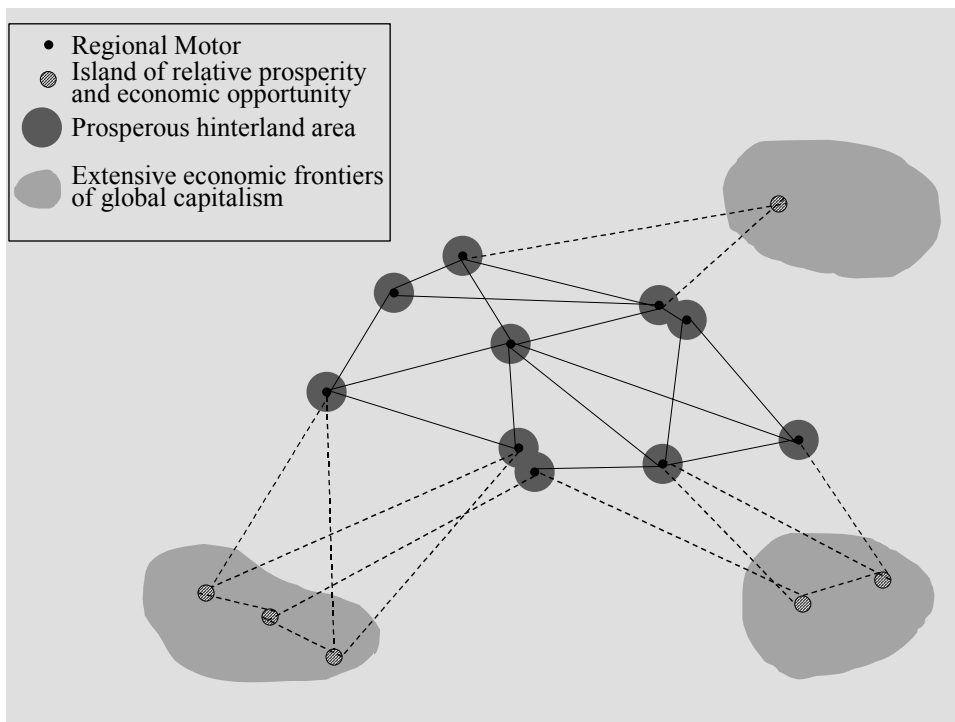 Regional Motor
Island of relative prosperity
and economic opportunity
Prosperous hinterland area
Extensive economic frontiers
of global capitalism